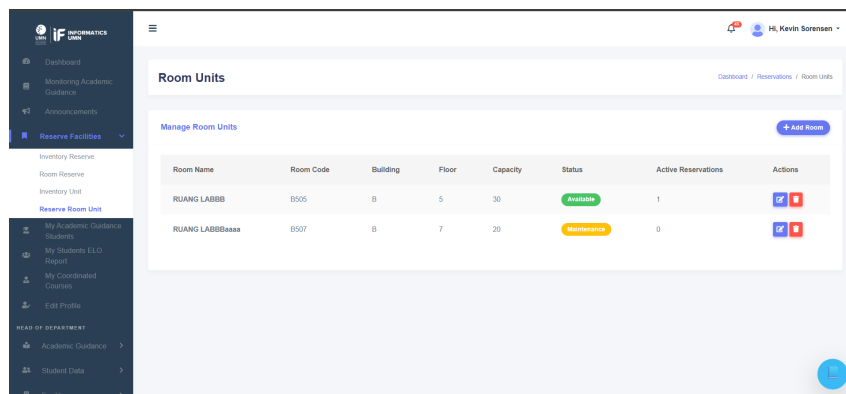 UMN
iF INFORMATICS
UMN
Hi, Kevin Sorensen
Dashboard
Monitoring Academic
Guidance
Announcements
Reserve Facilities
Inventory Reserve
Room Reserve
Inventory Unit
Reserve Room Unit
My Academic Guidance
Students
My Students ELO
Report
My Coordinated
Courses
Edit Profile
HEAD OF DEPARTMENT
Academic Guidance
Student Data
Room Units
Dashboard / Reservations / Room Units
Manage Room Units
+ Add Room
Room Name Room Code Building Floor Capacity Status Active Reservations Actions
RUANG LABBB B505 B 5 30 Available 1
RUANG LABBBaaaa B507 B 7 20 Maintenance 0